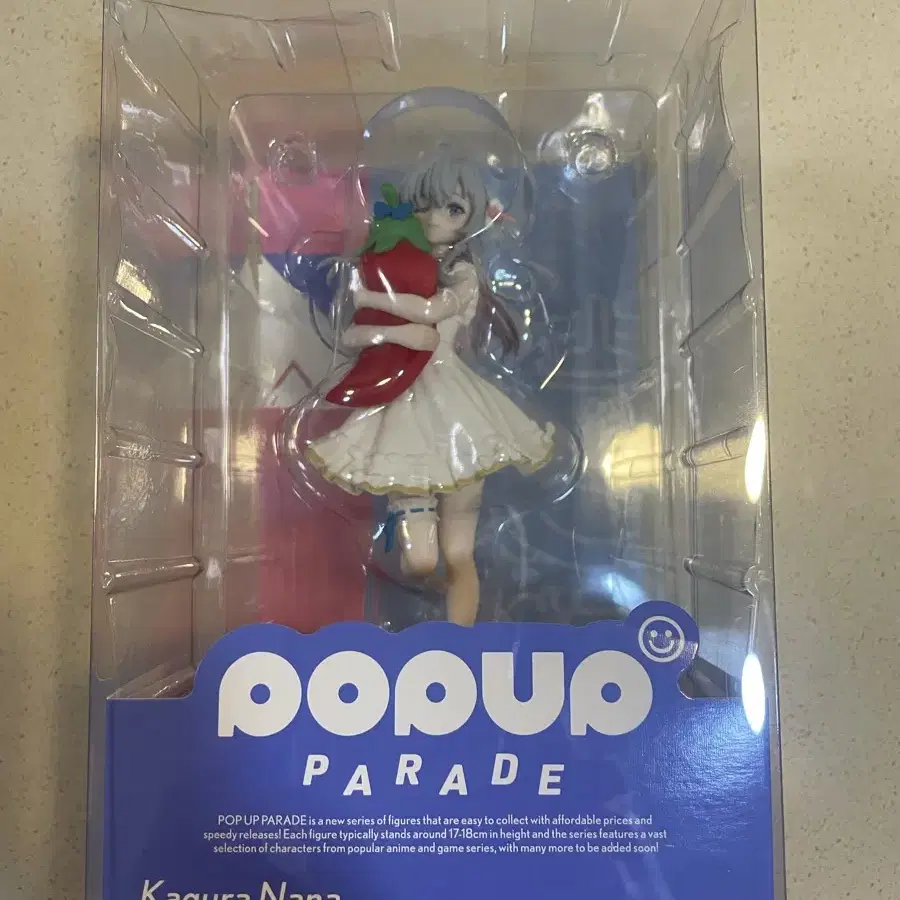 POPUP
PARADE
POP UP PARADE is a new series of figures that are easy to collect with affordable prices and
speedy releases! Each figure typically stands around 17-18cm in height and the series features a vast
selection of characters from popular anime and game series, with many more to be added soon!
Kagura Nana